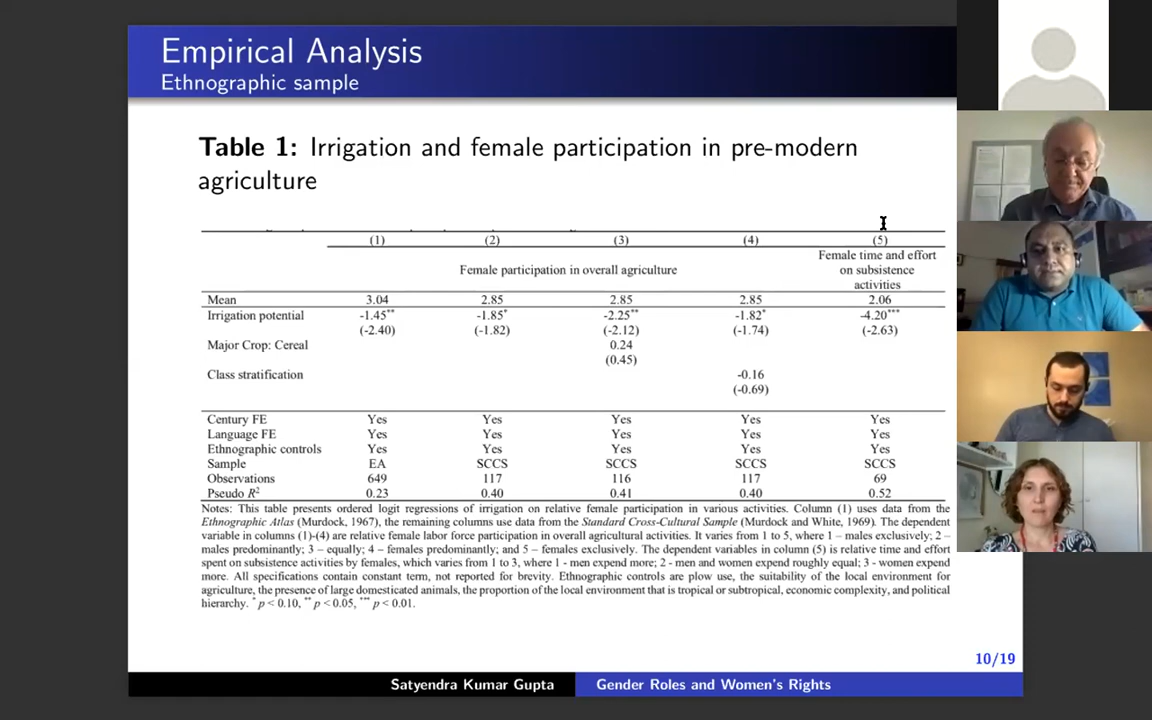 Empirical Analysis
Ethnographic sample
Table 1: Irrigation and female participation in pre-modern
agriculture
(1) (2) (3) (4) (5)
Female participation in overall agriculture
Female time and effort
on subsistence
activities
Mean 3.04 2.85 2.85 2.85 2.06
Irrigation potential -1.45** -1.85* -2.25** -1.82* -4.20***
(-2.40) (-1.82) (-2.12) (-1.74) (-2.63)
Major Crop: Cereal 0.24
(0.45)
Class stratification -0.16
(-0.69)
Century FE Yes Yes Yes Yes Yes
Language FE Yes Yes Yes Yes Yes
Ethnographic controls Yes Yes Yes Yes Yes
Sample EA SCCS SCCS SCCS SCCS
Observations 649 117 116 117 69
Pseudo R² 0.23 0.40 0.41 0.40 0.52
Notes: This table presents ordered logit regressions of irrigation on relative female participation in various activities. Column (1) uses data from the
Ethnographic Atlas (Murdock, 1967), the remaining columns use data from the Standard Cross-Cultural Sample (Murdock and White, 1969). The dependent
variable in columns (1)-(4) are relative female labor force participation in overall agricultural activities. It varies from 1 to 5, where 1 – males exclusively; 2 –
males predominantly; 3 – equally; 4 – females predominantly; and 5 – females exclusively. The dependent variables in column (5) is relative time and effort
spent on subsistence activities by females, which varies from 1 to 3, where 1 - men expend more; 2 - men and women expend roughly equal; 3 - women expend
more. All specifications contain constant term, not reported for brevity. Ethnographic controls are plow use, the suitability of the local environment for
agriculture, the presence of large domesticated animals, the proportion of the local environment that is tropical or subtropical, economic complexity, and political
hierarchy. * p < 0.10, ** p < 0.05, *** p < 0.01.
10/19
Satyendra Kumar Gupta Gender Roles and Women's Rights